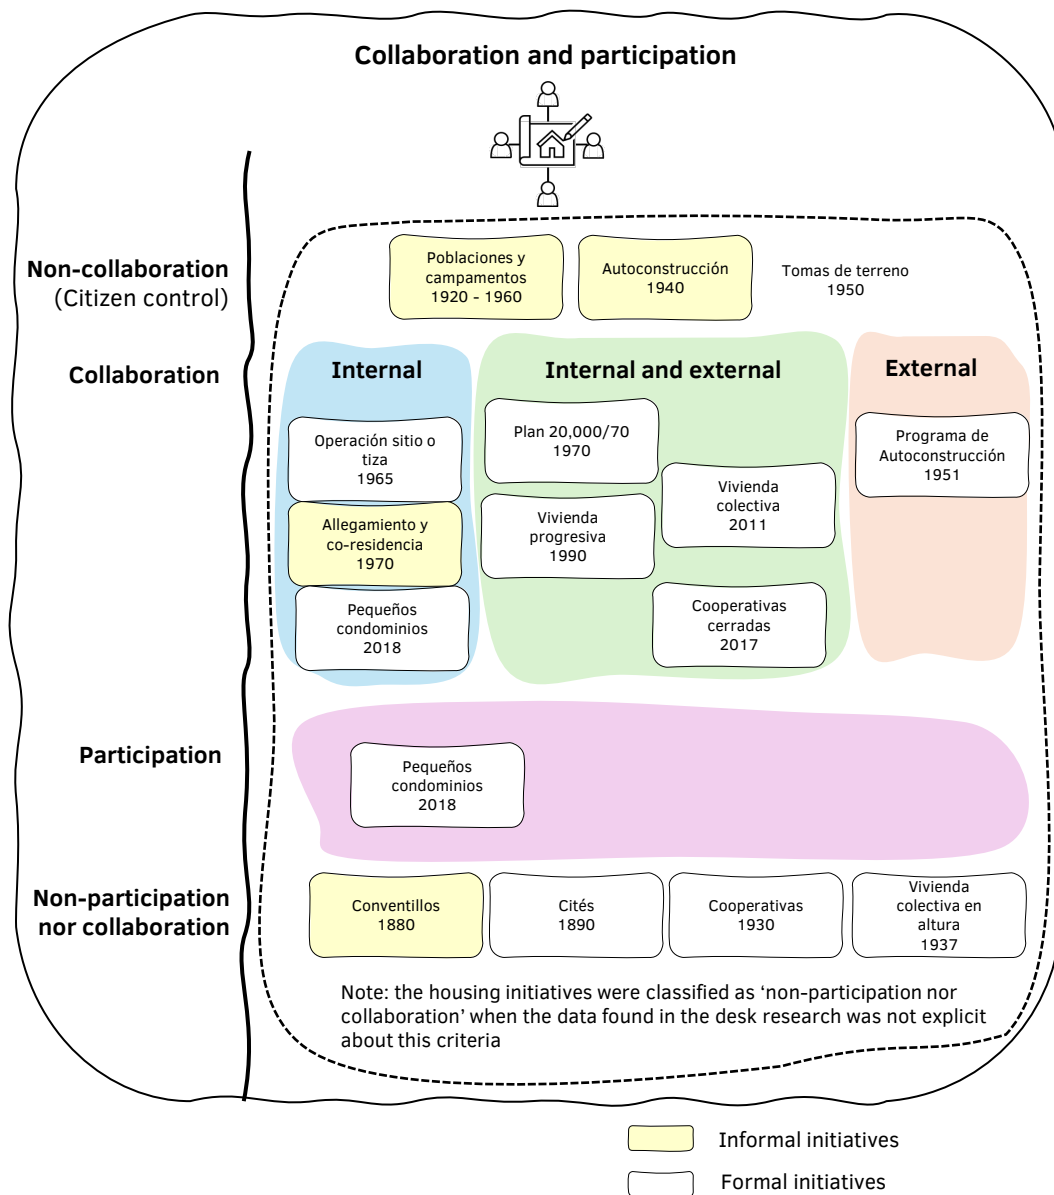 Collaboration and participation
Non-collaboration
(Citizen control)
Poblaciones y
campamentos
1920 - 1960
Autoconstrucción
1940
Tomas de terreno
1950
Collaboration
Internal
Internal and external
External
Operación sitio o
tiza
1965
Allegamiento y
co-residencia
1970
Pequeños
condominios
2018
Plan 20,000/70
1970
Vivienda
progresiva
1990
Vivienda
colectiva
2011
Cooperativas
cerradas
2017
Programa de
Autoconstrucción
1951
Participation
Pequeños
condominios
2018
Non-participation
nor collaboration
Conventillos
1880
Cités
1890
Cooperativas
1930
Vivienda
colectiva en
altura
1937
Note: the housing initiatives were classified as ‘non-participation nor
collaboration’ when the data found in the desk research was not explicit
about this criteria
Informal initiatives
Formal initiatives